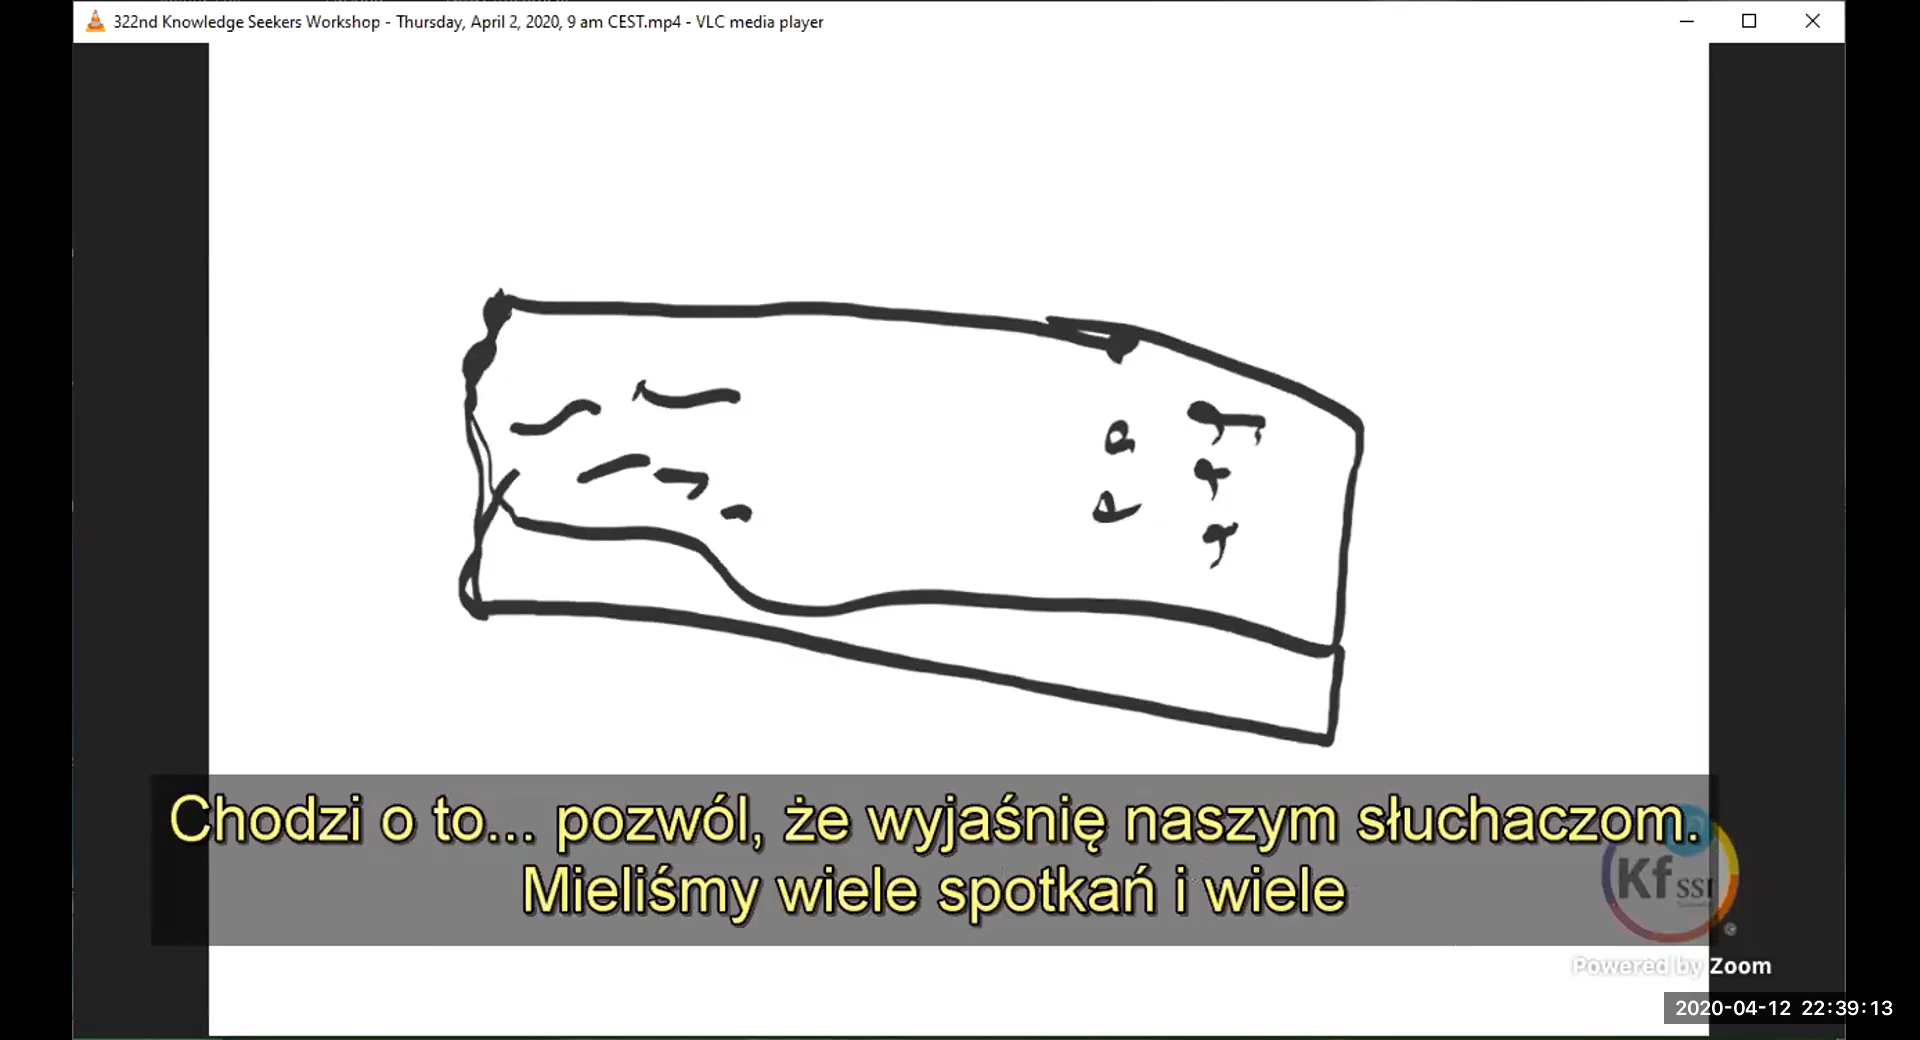 322nd Knowledge Seekers Workshop - Thursday, April 2, 2020, 9 am CEST.mp4 - VLC media player
Chodzi o to... pozwól, że wyjaśnię naszym słuchaczom.
Mieliśmy wiele spotkań i wiele
Kf SSI
Powered by Zoom
2020-04-12 22:39:13